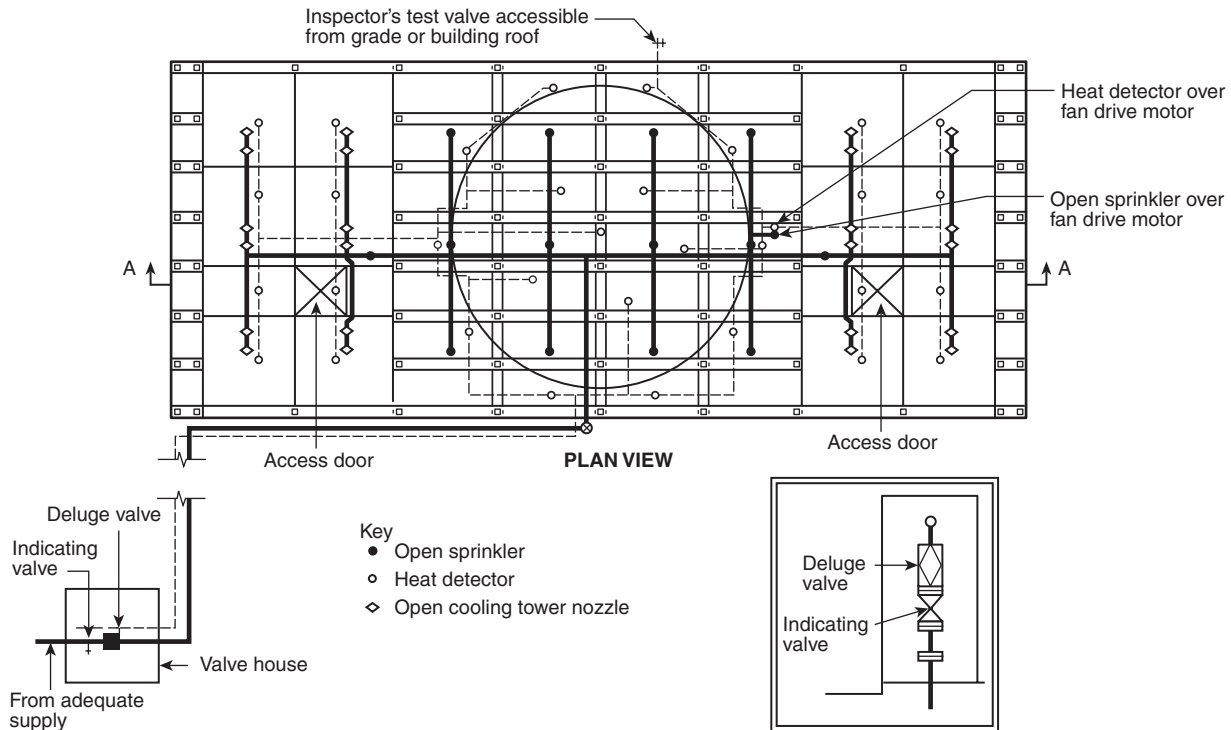 Inspector's test valve accessible
from grade or building roof
Heat detector over
fan drive motor
Open sprinkler over
fan drive motor
A
A
Access door
PLAN VIEW
Access door
Deluge valve
Indicating
valve
Valve house
From adequate
supply
Key
Open sprinkler
Heat detector
Open cooling tower nozzle
Deluge
valve
Indicating
valve